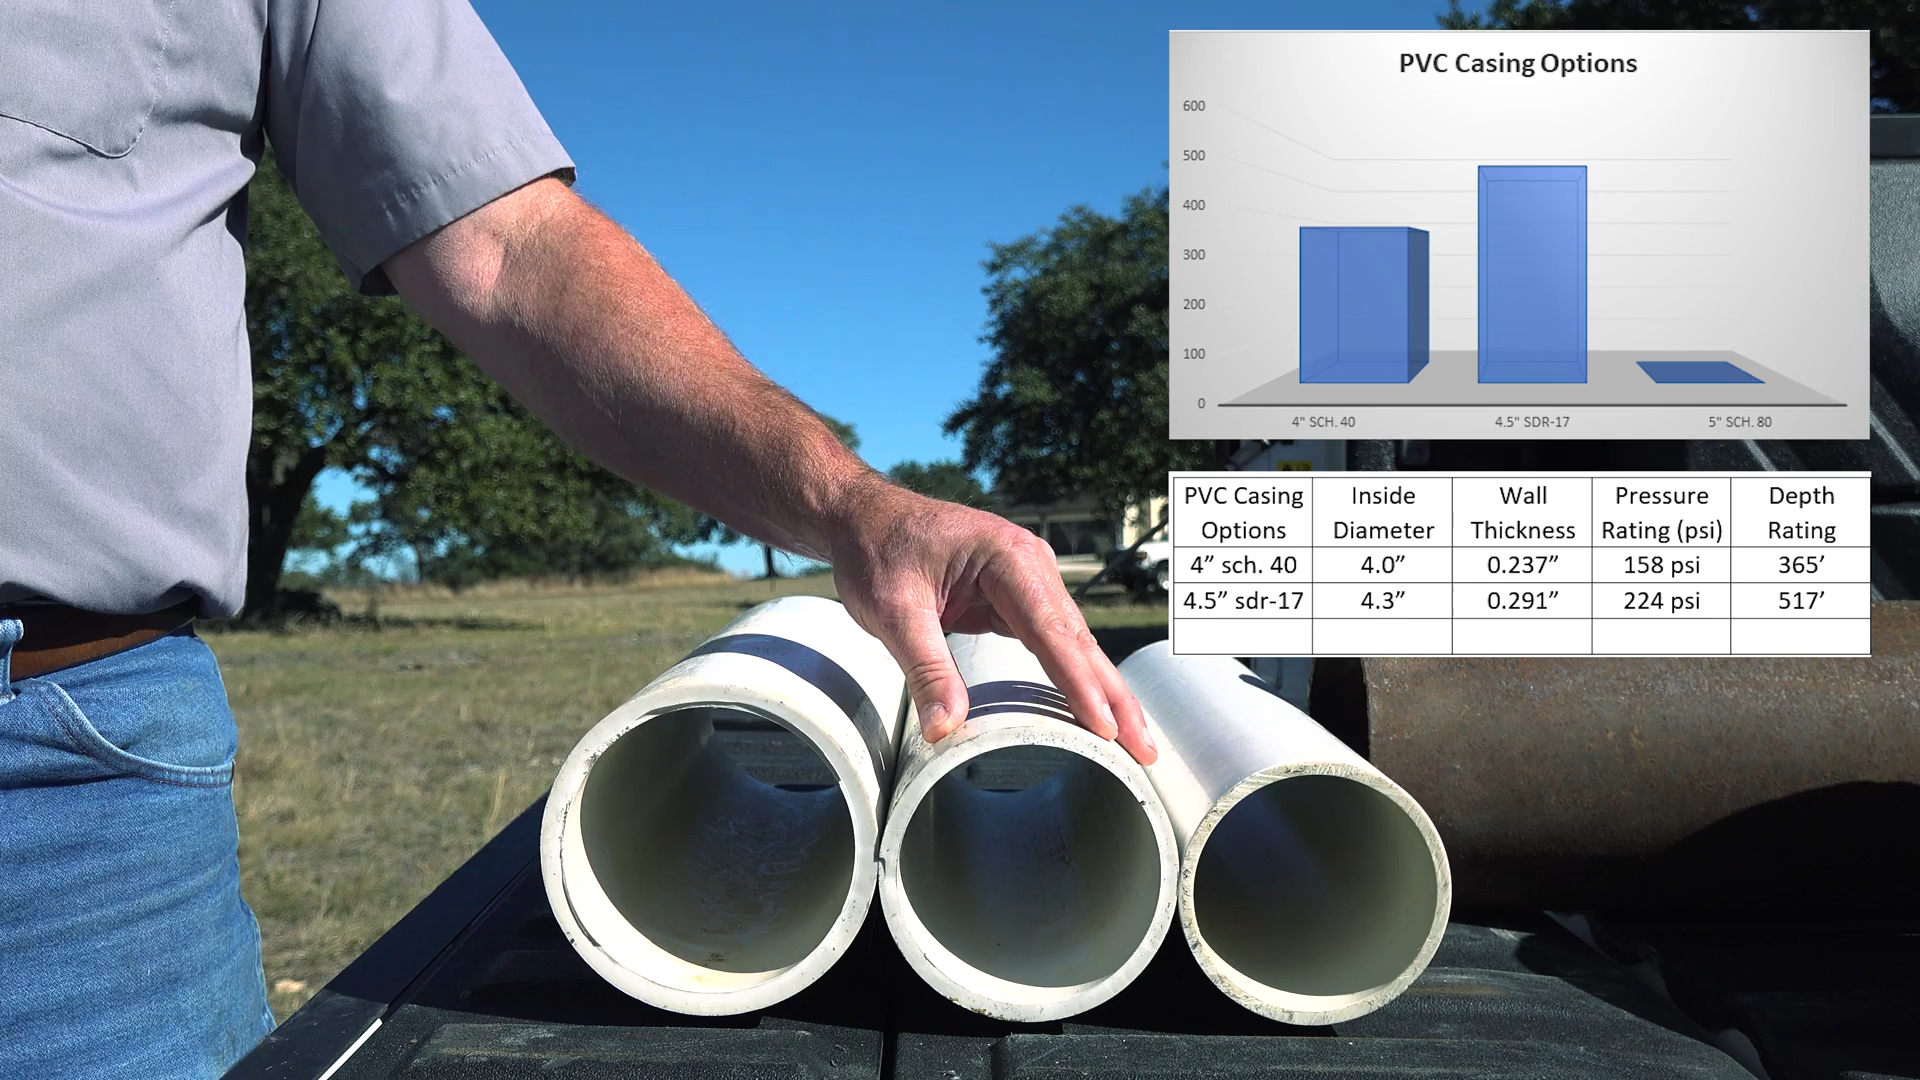 PVC Casing Options
600
500
400
300
200
100
0
4" SCH. 40 4.5" SDR-17 5" SCH. 80
PVC Casing Inside Wall Pressure Depth
Options Diameter Thickness Rating (psi) Rating
4” sch. 40 4.0” 0.237” 158 psi 365’
4.5” sdr-17 4.3” 0.291” 224 psi 517’